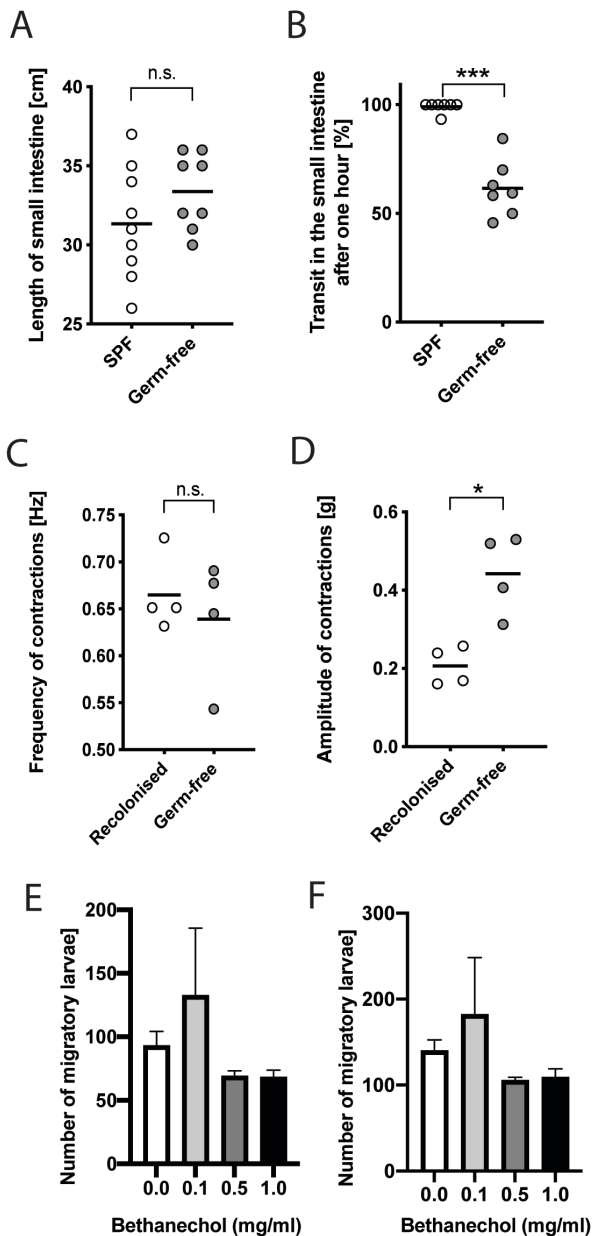 A
n.s.
Length of small intestine [cm]
40
35
30
25
SPF
Germ-free
B
***
Transit in the small intestine
after one hour [%]
100
50
0
SPF
Germ-free
C
n.s.
Frequency of contractions [Hz]
0.75
0.70
0.65
0.60
0.55
0.50
Recolonised
Germ-free
D
*
Amplitude of contractions [g]
0.6
0.4
0.2
0.0
Recolonised
Germ-free
E
Number of migratory larvae]
200
150
100
50
0
0.0 0.1 0.5 1.0
Bethanechol (mg/ml)
F
Number of migratory larvae]
300
200
100
0
0.0 0.1 0.5 1.0
Bethanechol (mg/ml)